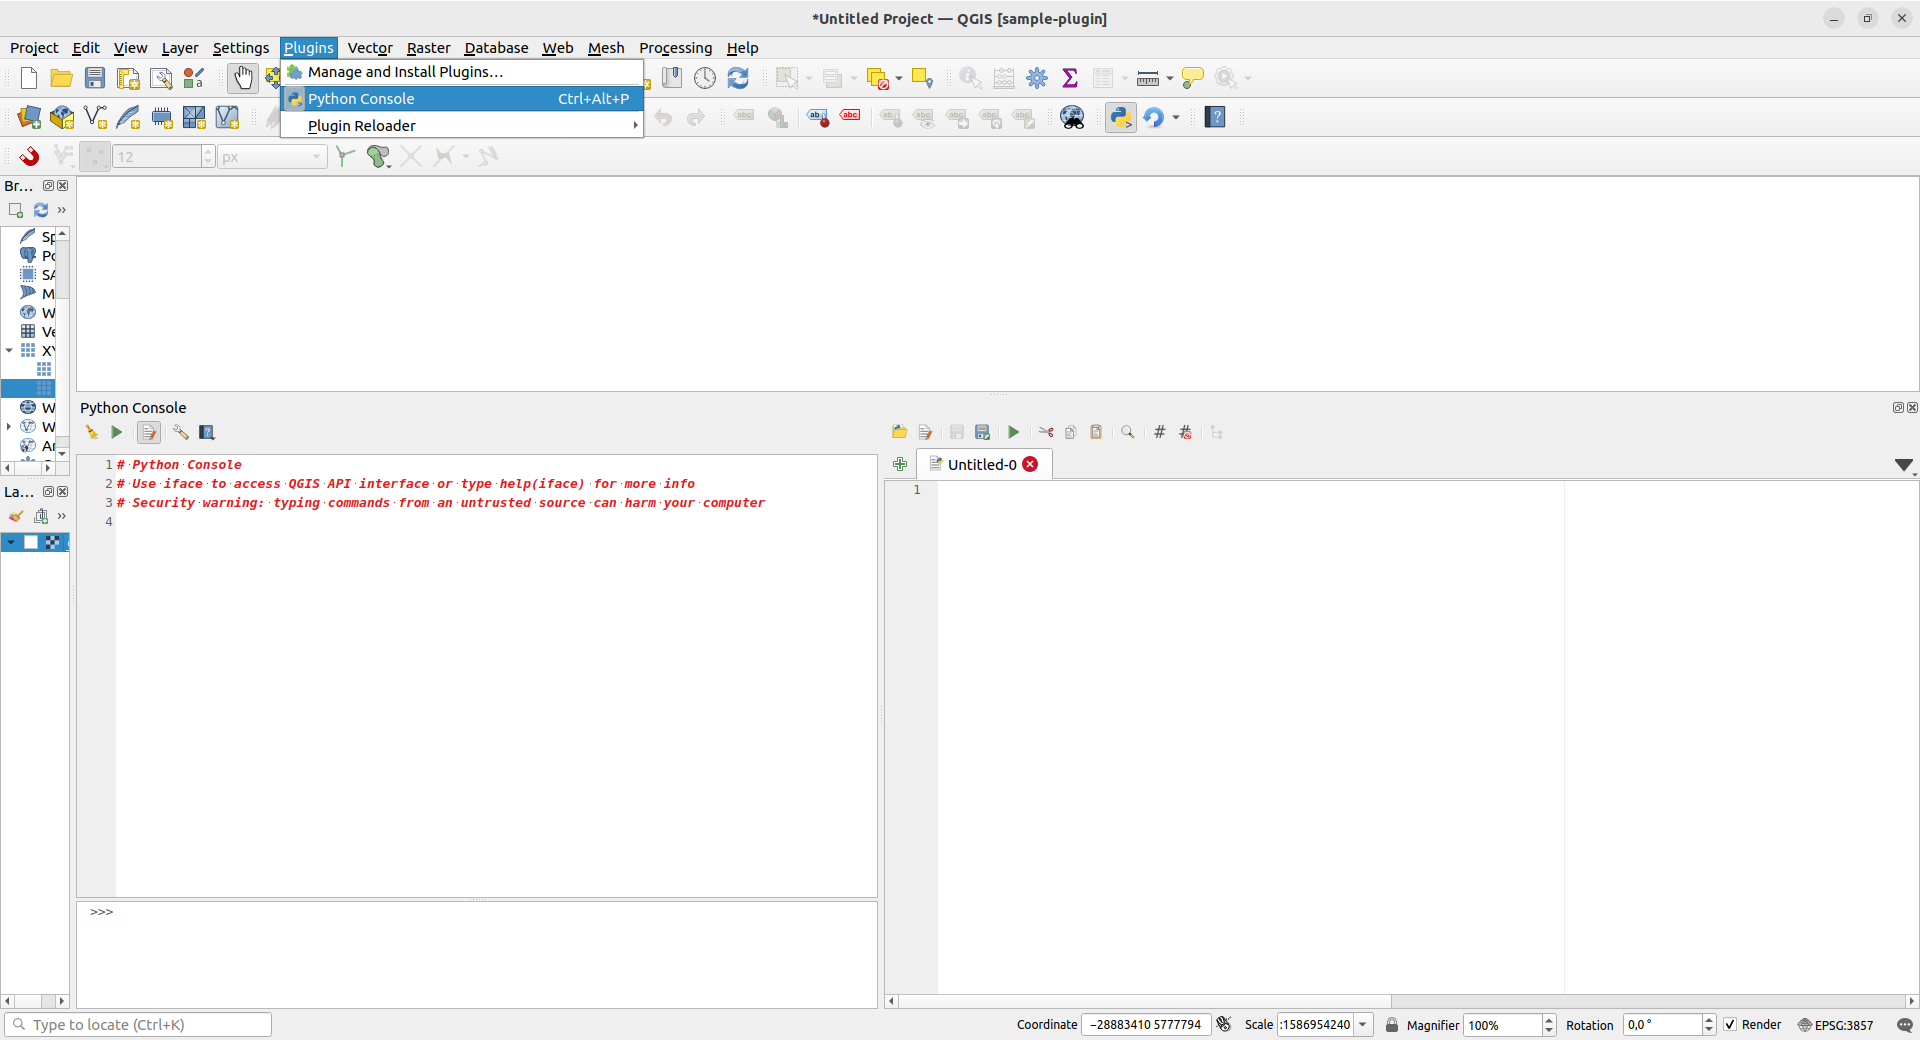 *Untitled Project — QGIS [sample-plugin]
Project Edit View Layer Settings Plugins Vector Raster Database Web Mesh Processing Help
Manage and Install Plugins…
Python Console Ctrl+Alt+P
Plugin Reloader
12 px
Br…
Sp
Po
SA
M
W
Ve
XY
W
W
Ar
La…
Python Console
1 # Python Console
2 # Use iface to access QGIS API interface or type help(iface) for more info
3 # Security warning: typing commands from an untrusted source can harm your computer
4
>>>
Untitled-0
1
Type to locate (Ctrl+K)
Coordinate −28883410 5777794 Scale :1586954240 Magnifier 100% Rotation 0,0 ° Render EPSG:3857